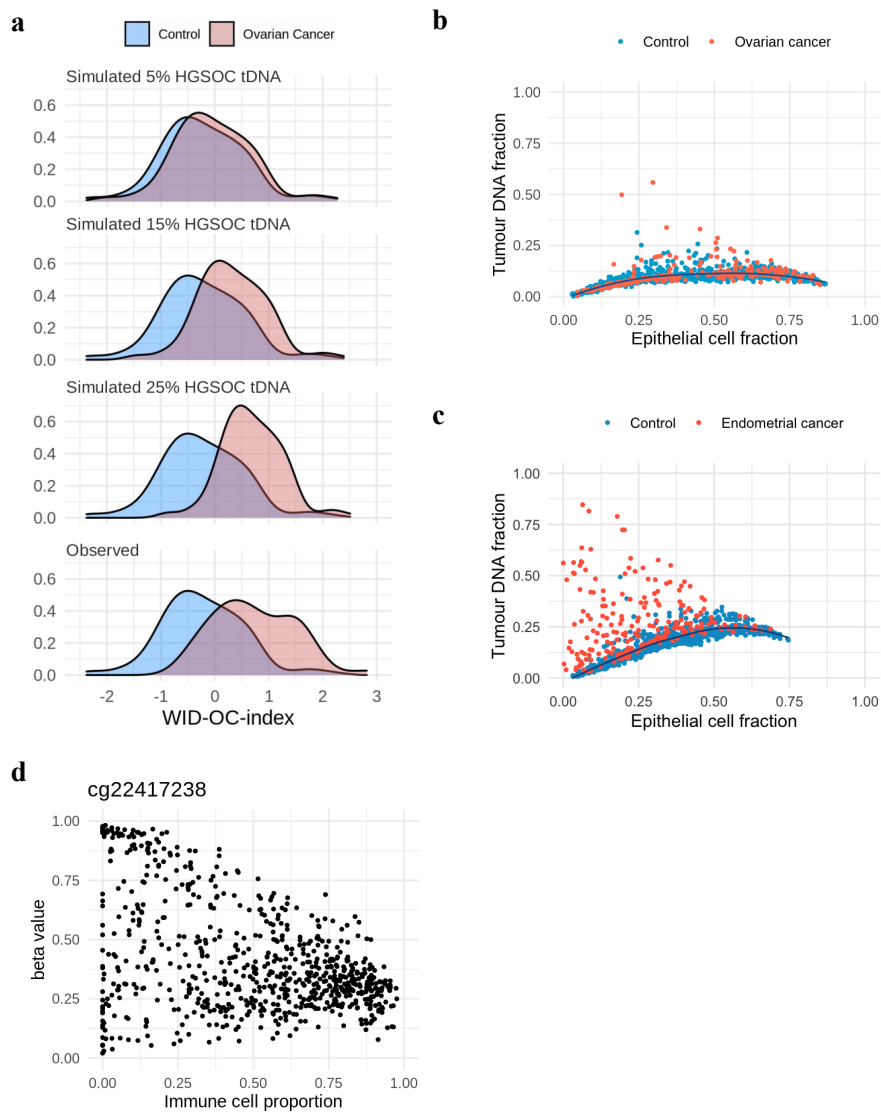 a
Control Ovarian Cancer
Simulated 5% HGSOC tDNA
0.6
0.4
0.2
0.0
Simulated 15% HGSOC tDNA
0.6
0.4
0.2
0.0
Simulated 25% HGSOC tDNA
0.6
0.4
0.2
0.0
Observed
0.6
0.4
0.2
0.0
-2 -1 0 1 2 3
WID-OC-index
b
Control Ovarian cancer
Tumour DNA fraction
1.00
0.75
0.50
0.25
0.00
0.00 0.25 0.50 0.75 1.00
Epithelial cell fraction
c
Control Endometrial cancer
Tumour DNA fraction
1.00
0.75
0.50
0.25
0.00
0.00 0.25 0.50 0.75 1.00
Epithelial cell fraction
d
cg22417238
beta value
1.00
0.75
0.50
0.25
0.00
0.00 0.25 0.50 0.75 1.00
Immune cell proportion